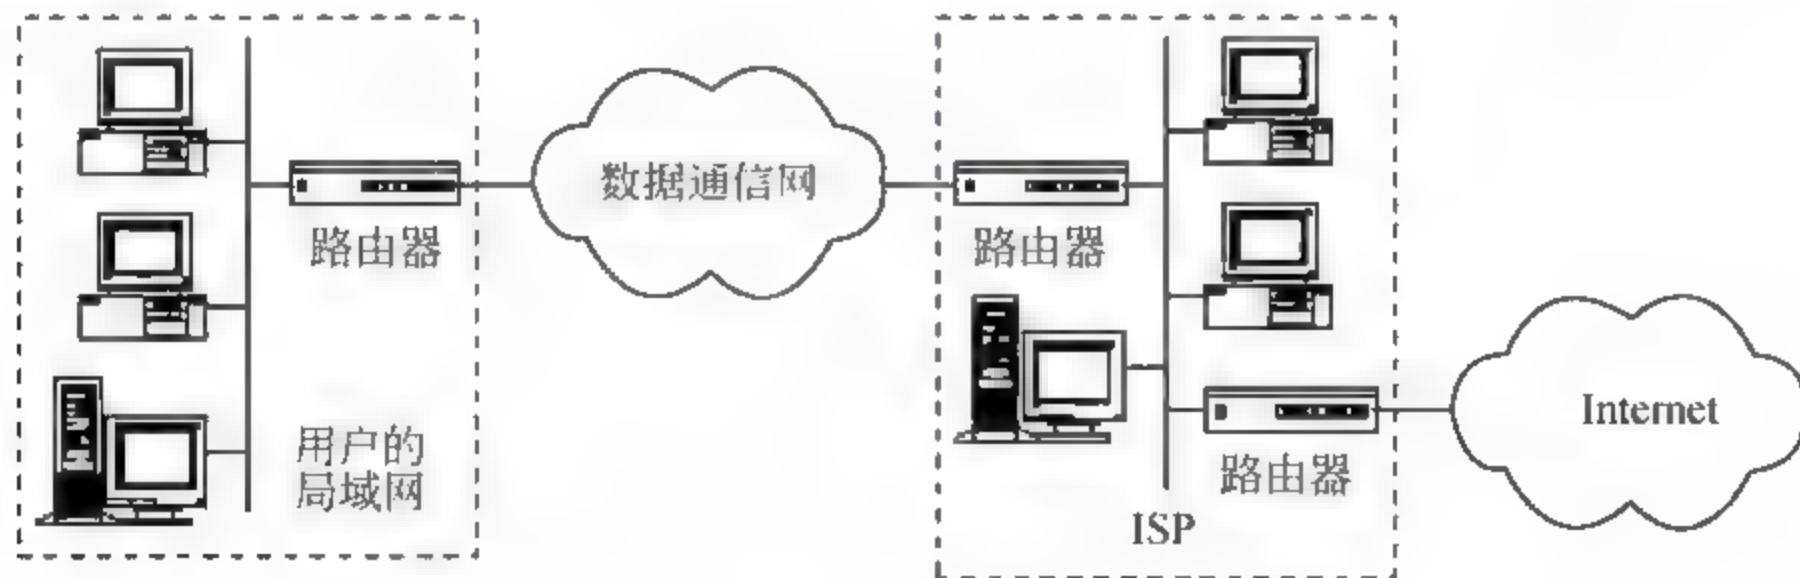 数据通信网
路由器
路由器
用户的
局域网
Internet
路由器
ISP